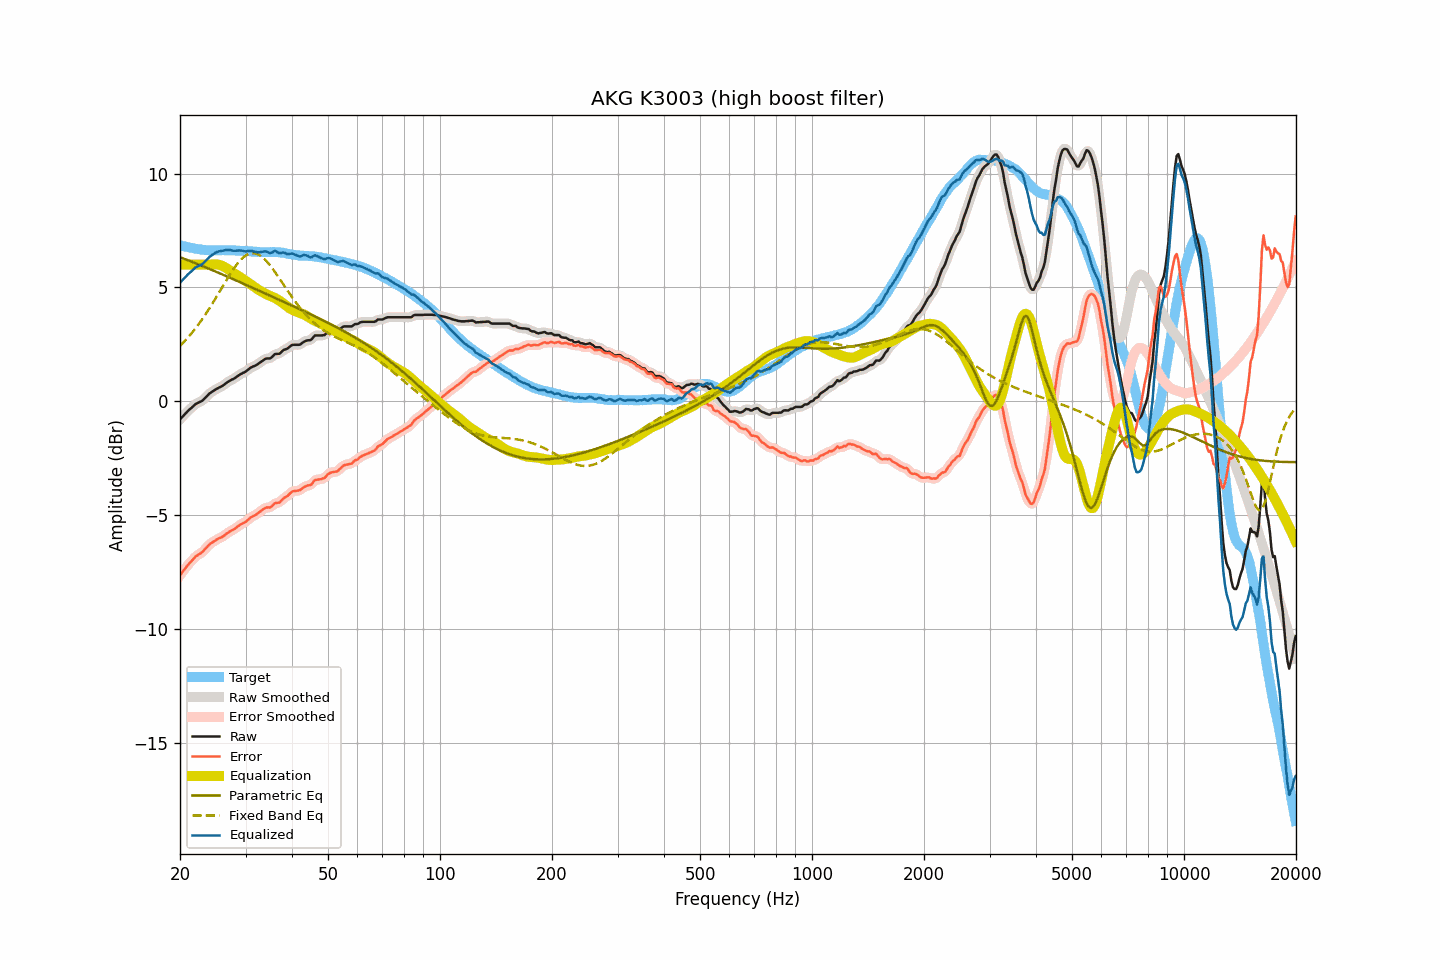 AKG K3003 (high boost filter)
10
5
0
−5
−10
−15
Amplitude (dBr)
Target
Raw Smoothed
Error Smoothed
Raw
Error
Equalization
Parametric Eq
Fixed Band Eq
Equalized
20 50 100 200 500 1000 2000 5000 10000 20000
Frequency (Hz)